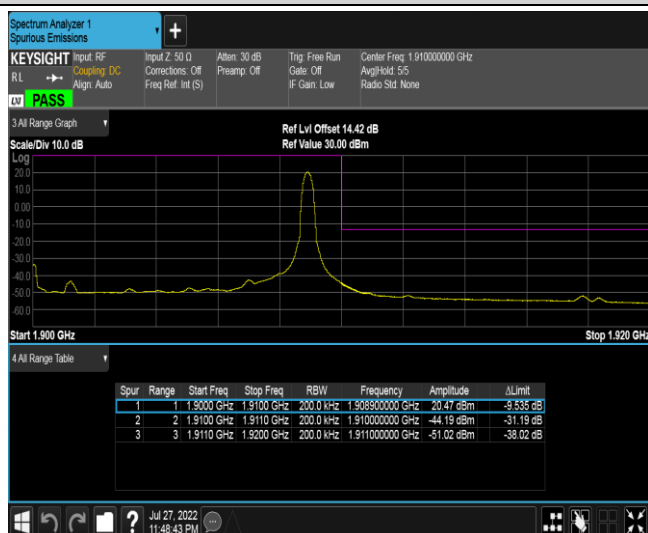 Spectrum Analyzer 1
Spurious Emissions
KEYSIGHT
RL
LXI PASS
Input: RF
Coupling: DC
Align: Auto
Input Z: 50 Ω
Corrections: Off
Freq Ref: Int (S)
Atten: 30 dB
Preamp: Off
Trig: Free Run
Gate: Off
IF Gain: Low
Center Freq: 1.910000000 GHz
Avg|Hold: 5/5
Radio Std: None
3 All Range Graph
Ref Lvl Offset 14.42 dB
Scale/Div 10.0 dB
Ref Value 30.00 dBm
Log
20.0
10.0
0.00
-10.0
-20.0
-30.0
-40.0
-50.0
-60.0
Start 1.900 GHz
Stop 1.920 GHz
4 All Range Table
Spur Range Start Freq Stop Freq RBW Frequency Amplitude ΔLimit
1 1 1.9000 GHz 1.9100 GHz 200.0 kHz 1.908900000 GHz 20.47 dBm -9.535 dB
2 2 1.9100 GHz 1.9110 GHz 200.0 kHz 1.910000000 GHz -44.19 dBm -31.19 dB
3 3 1.9110 GHz 1.9200 GHz 200.0 kHz 1.911000000 GHz -51.02 dBm -38.02 dB
?
Jul 27, 2022
11:48:43 PM